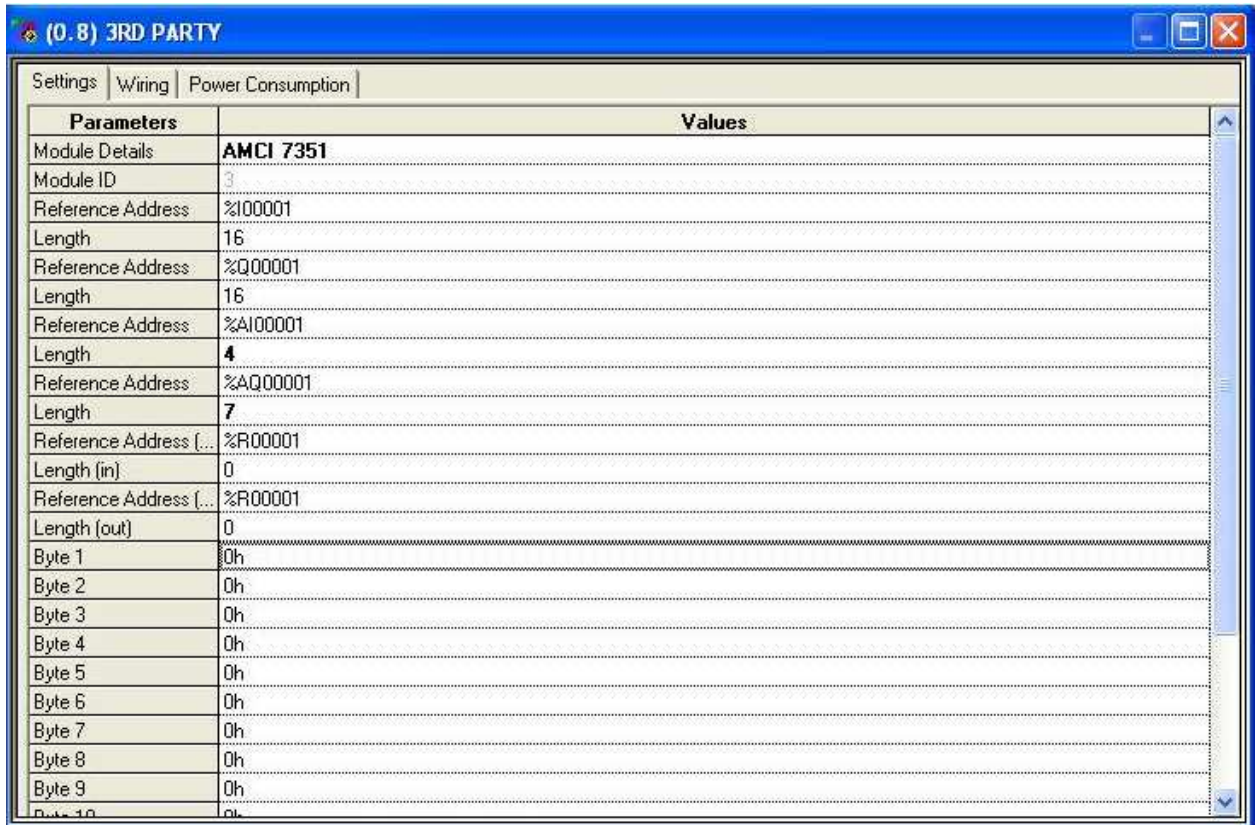 (0.8) 3RD PARTY
Settings Wiring Power Consumption
Parameters Values
Module Details AMCI 7351
Module ID 3
Reference Address %I00001
Length 16
Reference Address %Q00001
Length 16
Reference Address %AI00001
Length 4
Reference Address %AQ00001
Length 7
Reference Address (... %R00001
Length (in) 0
Reference Address (... %R00001
Length (out) 0
Byte 1 0h
Byte 2 0h
Byte 3 0h
Byte 4 0h
Byte 5 0h
Byte 6 0h
Byte 7 0h
Byte 8 0h
Byte 9 0h
Byte 10 0h